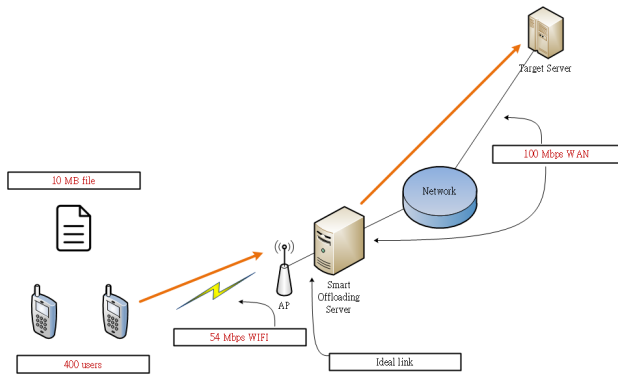 Target Server
100 Mbps WAN
10 MB file
Network
Smart
Offloading
Server
AP
54 Mbps WIFI
400 users
Ideal link